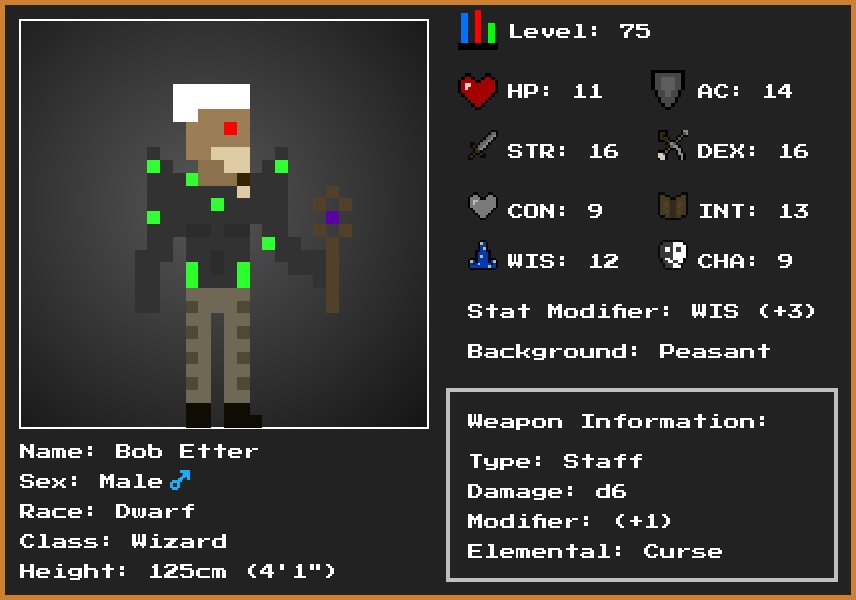 Level: 75
HP: 11
AC: 14
STR: 16
DEX: 16
CON: 9
INT: 13
WIS: 12
CHA: 9
Stat Modifier: WIS (+3)
Background: Peasant
Weapon Information:
Type: Staff
Damage: d6
Modifier: (+1)
Elemental: Curse
Name: Bob Etter
Sex: Male ♂
Race: Dwarf
Class: Wizard
Height: 125cm (4'1")